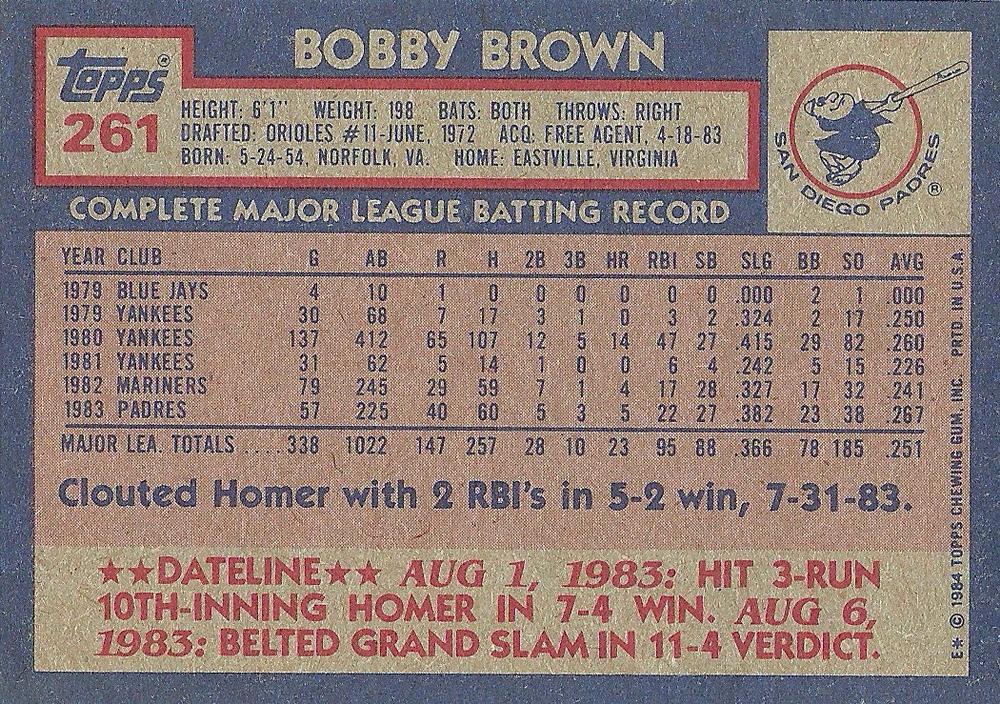 BOBBY BROWN
Topps®
261
HEIGHT: 6'1" WEIGHT: 198 BATS: BOTH THROWS: RIGHT
DRAFTED: ORIOLES #11-JUNE, 1972 ACQ: FREE AGENT, 4-18-83
BORN: 5-24-54, NORFOLK, VA. HOME: EASTVILLE, VIRGINIA
SAN DIEGO PADRES®
COMPLETE MAJOR LEAGUE BATTING RECORD
YEAR CLUB G AB R H 2B 3B HR RBI SB SLG BB SO AVG
1979 BLUE JAYS 4 10 1 0 0 0 0 0 0 .000 2 1 .000
1979 YANKEES 30 68 7 17 3 1 0 3 2 .324 2 17 .250
1980 YANKEES 137 412 65 107 12 5 14 47 27 .415 29 82 .260
1981 YANKEES 31 62 5 14 1 0 0 6 4 .242 5 15 .226
1982 MARINERS 79 245 29 59 7 1 4 17 28 .327 17 32 .241
1983 PADRES 57 225 40 60 5 3 5 22 27 .382 23 38 .267
MAJOR LEA. TOTALS .... 338 1022 147 257 28 10 23 95 88 .366 78 185 .251
Clouted Homer with 2 RBI's in 5-2 win, 7-31-83.
★★DATELINE★★ AUG 1, 1983: HIT 3-RUN
10TH-INNING HOMER IN 7-4 WIN. AUG 6,
1983: BELTED GRAND SLAM IN 11-4 VERDICT.
E* © 1984 TOPPS CHEWING GUM, INC. PRTD. IN U.S.A.